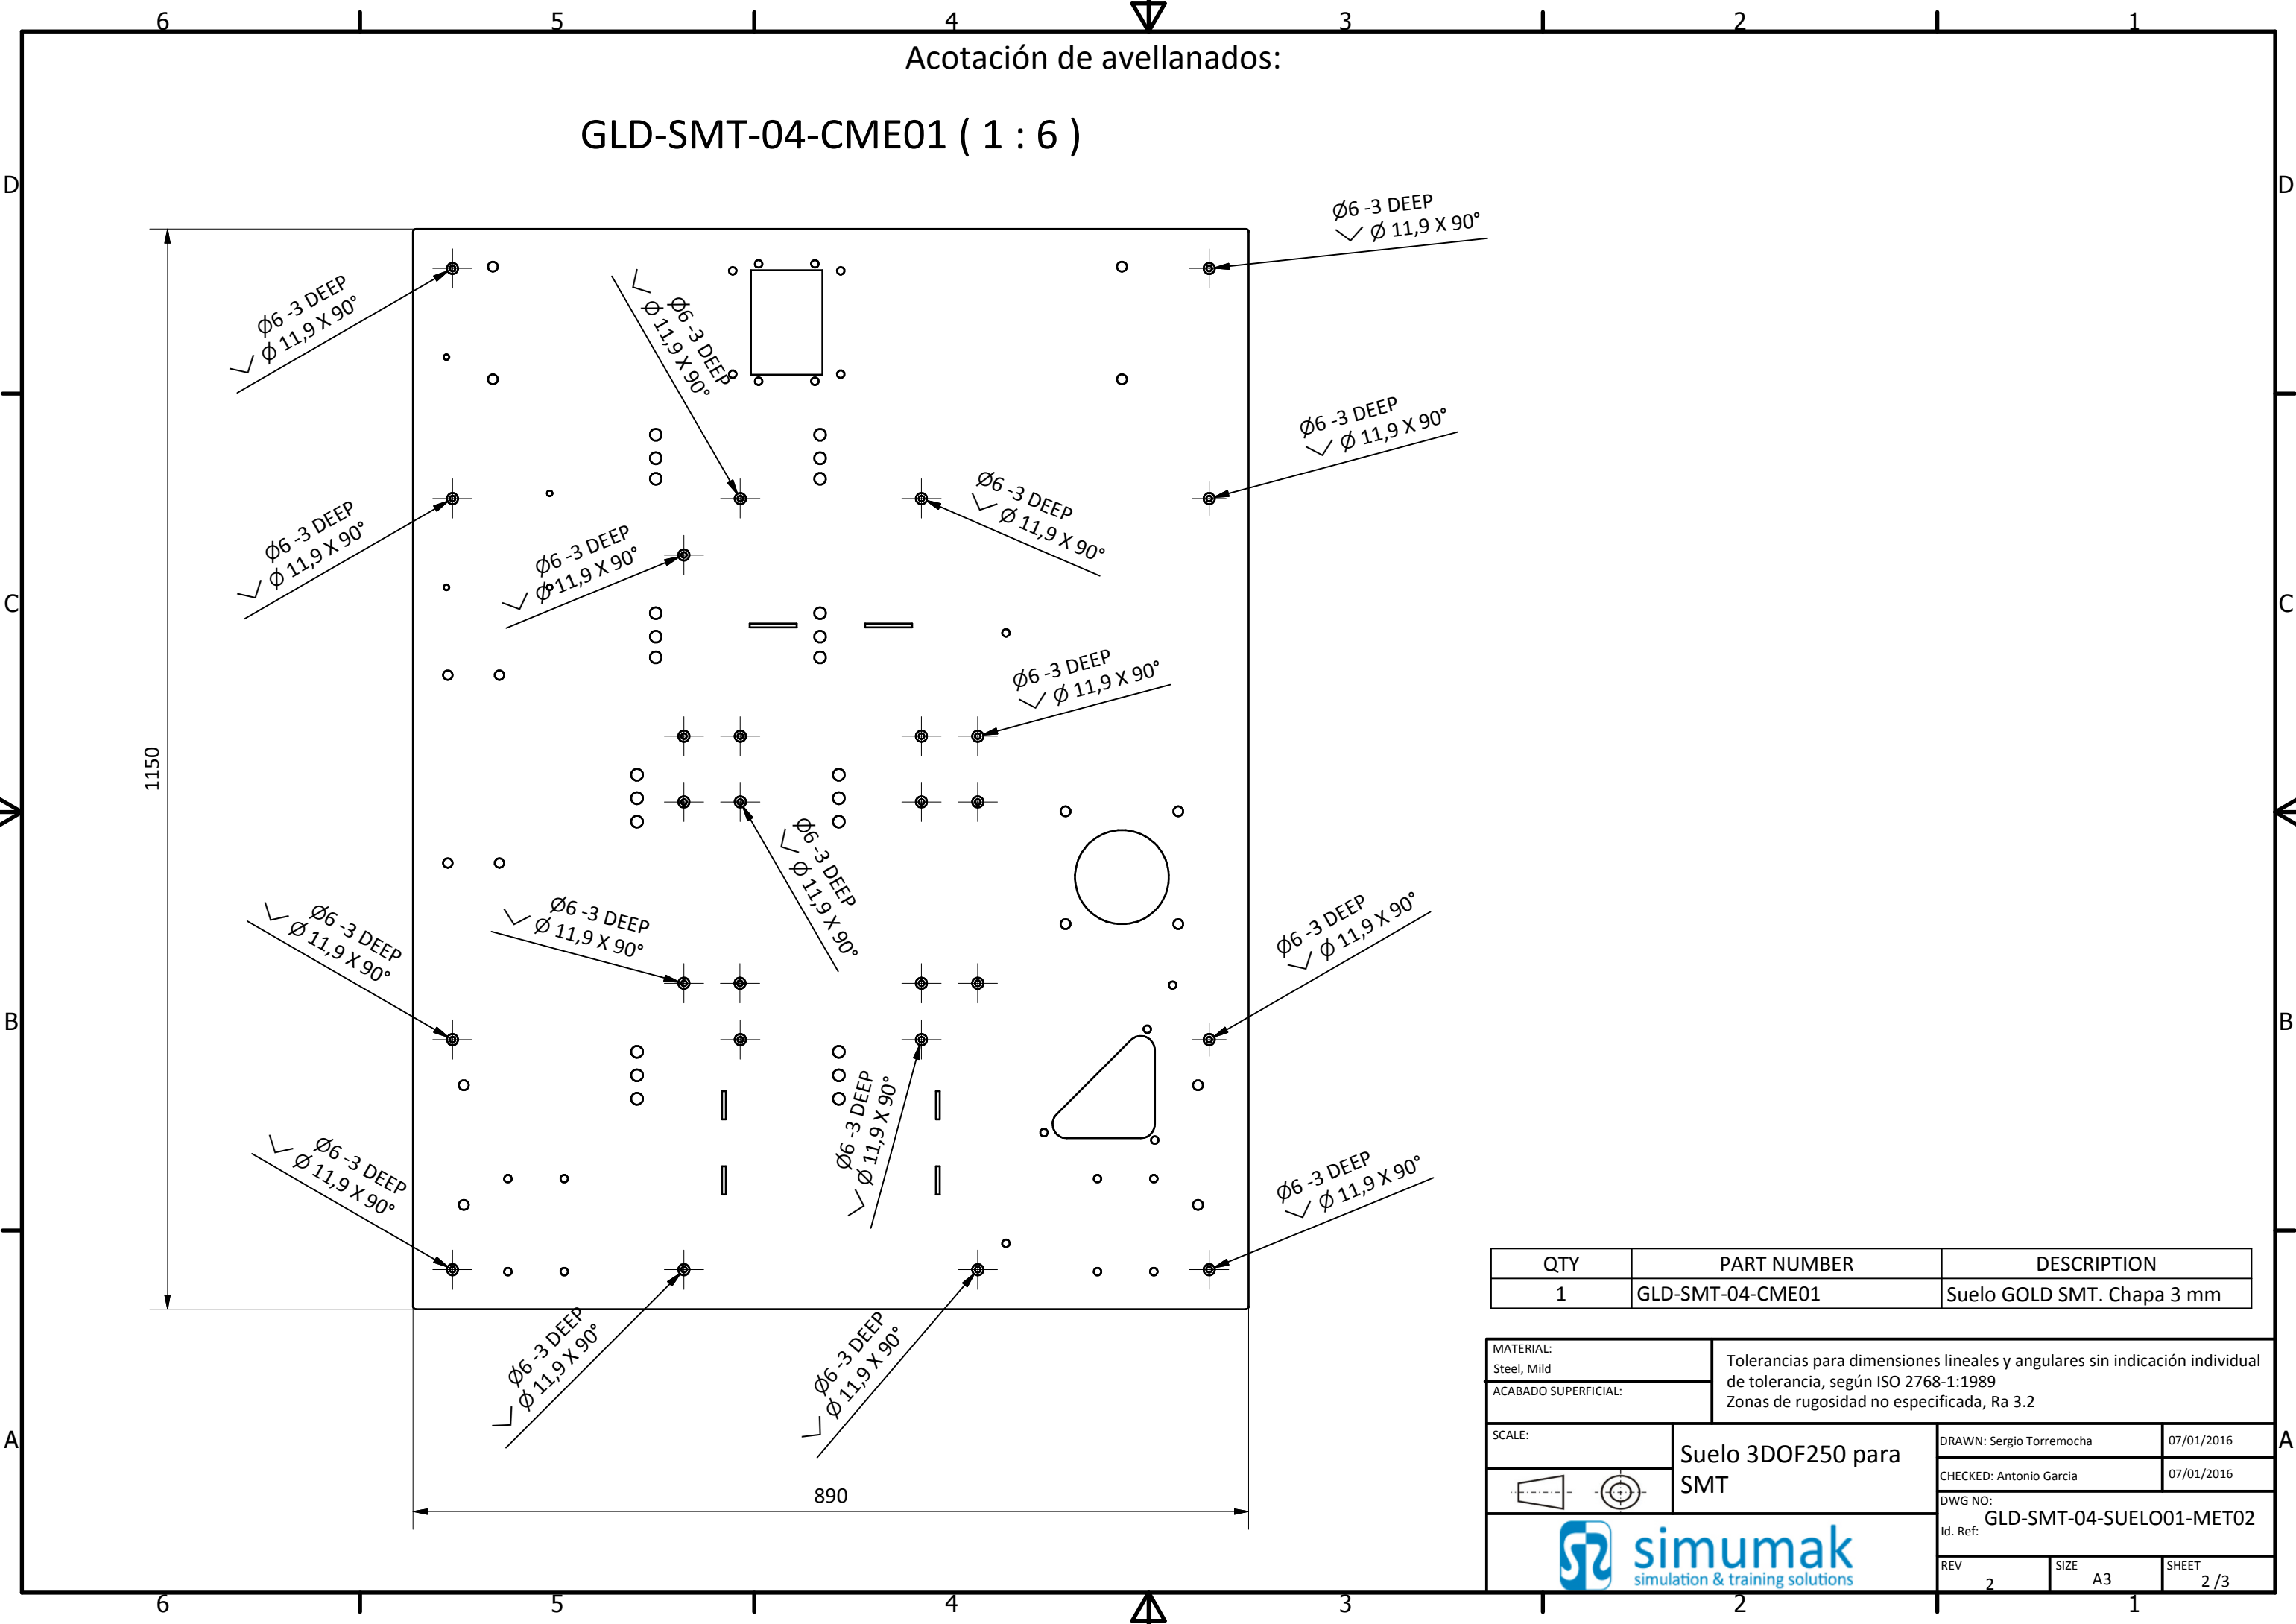 6 5 4 3 2 1
Acotación de avellanados:
GLD-SMT-04-CME01 ( 1 : 6 )
D D
Ø6 -3 DEEP
Ø 11,9 X 90°
Ø6 -3 DEEP
Ø 11,9 X 90°
Ø6 -3 DEEP
Ø 11,9 X 90°
Ø6 -3 DEEP
Ø 11,9 X 90°
Ø6 -3 DEEP
Ø 11,9 X 90°
Ø6 -3 DEEP
Ø 11,9 X 90°
Ø6 -3 DEEP
Ø 11,9 X 90°
C C
Ø6 -3 DEEP
Ø 11,9 X 90°
1150
Ø6 -3 DEEP
Ø 11,9 X 90°
Ø6 -3 DEEP
Ø 11,9 X 90°
Ø6 -3 DEEP
Ø 11,9 X 90°
Ø6 -3 DEEP
Ø 11,9 X 90°
B B
Ø6 -3 DEEP
Ø 11,9 X 90°
Ø6 -3 DEEP
Ø 11,9 X 90°
Ø6 -3 DEEP
Ø 11,9 X 90°
Ø6 -3 DEEP
Ø 11,9 X 90°
Ø6 -3 DEEP
Ø 11,9 X 90°
890
QTY PART NUMBER DESCRIPTION
1 GLD-SMT-04-CME01 Suelo GOLD SMT. Chapa 3 mm
MATERIAL:
Steel, Mild
ACABADO SUPERFICIAL:
Tolerancias para dimensiones lineales y angulares sin indicación individual
de tolerancia, según ISO 2768-1:1989
Zonas de rugosidad no especificada, Ra 3.2
A A
SCALE:
Suelo 3DOF250 para
SMT
DRAWN: Sergio Torremocha 07/01/2016
CHECKED: Antonio Garcia 07/01/2016
DWG NO:
Id. Ref: GLD-SMT-04-SUELO01-MET02
simumak
simulation & training solutions
REV 2
SIZE A3
SHEET 2 /3
6 5 4 3 2 1